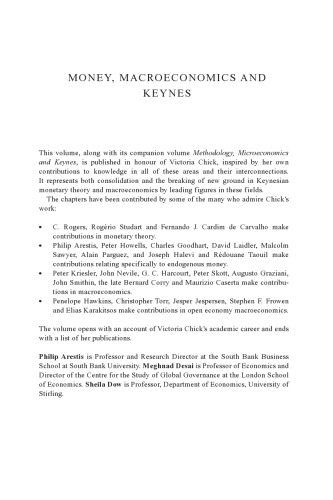 MONEY, MACROECONOMICS AND
KEYNES
This volume, along with its companion volume Methodology, Microeconomics
and Keynes, is published in honour of Victoria Chick, inspired by her own
contributions to knowledge in all of these areas and their interconnections.
It represents both consolidation and the breaking of new ground in Keynesian
monetary theory and macroeconomics by leading figures in these fields.
The chapters have been contributed by some of the many who admire Chick's
work:
• C. Rogers, Rogério Studart and Fernando J. Cardim de Carvalho make
contributions in monetary theory.
• Philip Arestis, Peter Howells, Charles Goodhart, David Laidler, Malcolm
Sawyer, Alain Parguez, and Joseph Halevi and Rédouane Taouil make
contributions relating specifically to endogenous money.
• Peter Kriesler, John Nevile, G. C. Harcourt, Peter Skott, Augusto Graziani,
John Smithin, the late Bernard Corry and Maurizio Caserta make contribu-
tions in macroeconomics.
• Penelope Hawkins, Christopher Torr, Jesper Jespersen, Stephen F. Frowen
and Elias Karakitsos make contributions in open economy macroeconomics.
The volume opens with an account of Victoria Chick's academic career and ends
with a list of her publications.
Philip Arestis is Professor and Research Director at the South Bank Business
School at South Bank University. Meghnad Desai is Professor of Economics and
Director of the Centre for the Study of Global Governance at the London School
of Economics. Sheila Dow is Professor, Department of Economics, University of
Stirling.